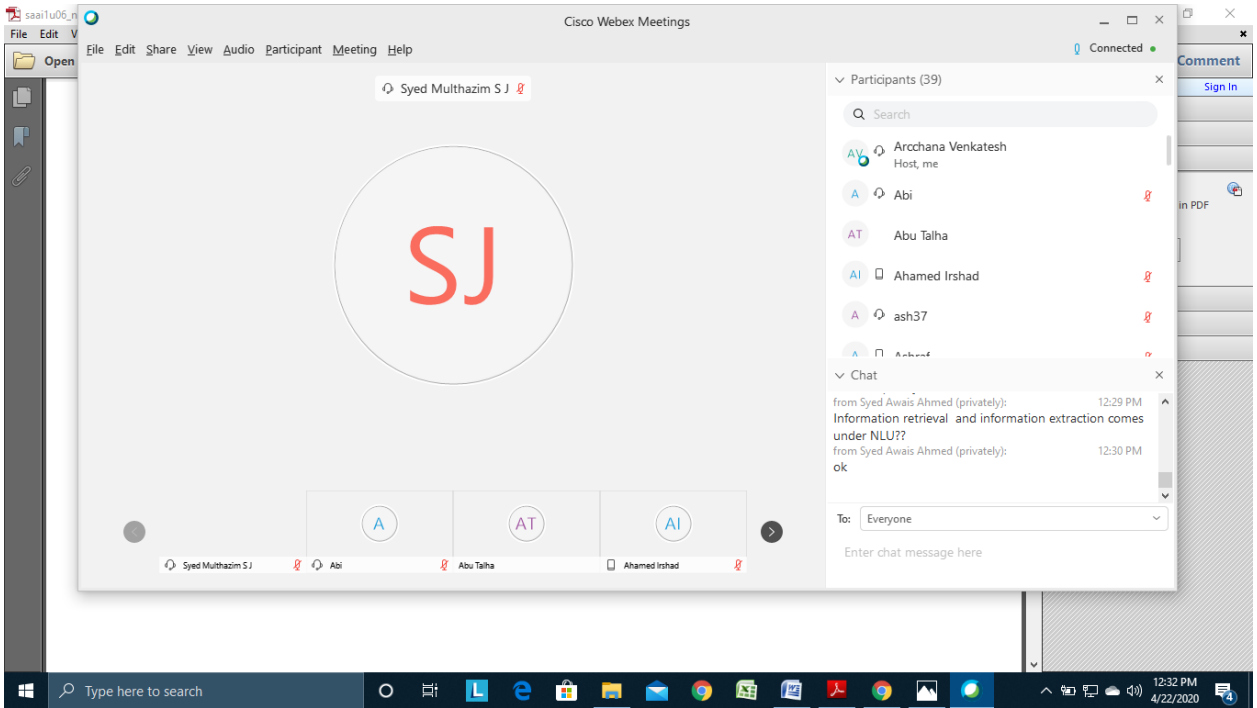 saai1u06_n
Cisco Webex Meetings
File Edit V
File Edit Share View Audio Participant Meeting Help
Connected
Open
Comment
Sign In
Syed Multhazim S J
Participants (39)
Search
AV
Arcchana Venkatesh
Host, me
A Abi
AT Abu Talha
AI Ahamed Irshad
A ash37
A Ashref
in PDF
SJ
Chat
from Syed Awais Ahmed (privately): 12:29 PM
Information retrieval and information extraction comes
under NLU??
from Syed Awais Ahmed (privately): 12:30 PM
ok
A
AT
AI
To: Everyone
Enter chat message here
Syed Multhazim S J
Abi
Abu Talha
Ahamed Irshad
Type here to search
L
12:32 PM
4/22/2020
4